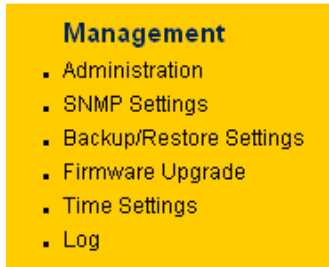 Management
Administration
SNMP Settings
Backup/Restore Settings
Firmware Upgrade
Time Settings
Log